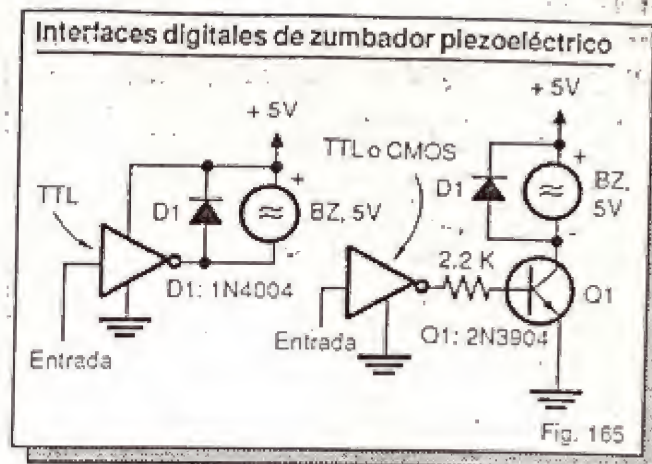 Interfaces digitales de zumbador piezoeléctrico
+ 5V
TTL
D1
+
BZ, 5V
D1: 1N4004
Entrada
+ 5V
TTL o CMOS
D1
+
BZ,
5V
-
2.2 K
Q1
Entrada
Q1: 2N3904
Fig. 165